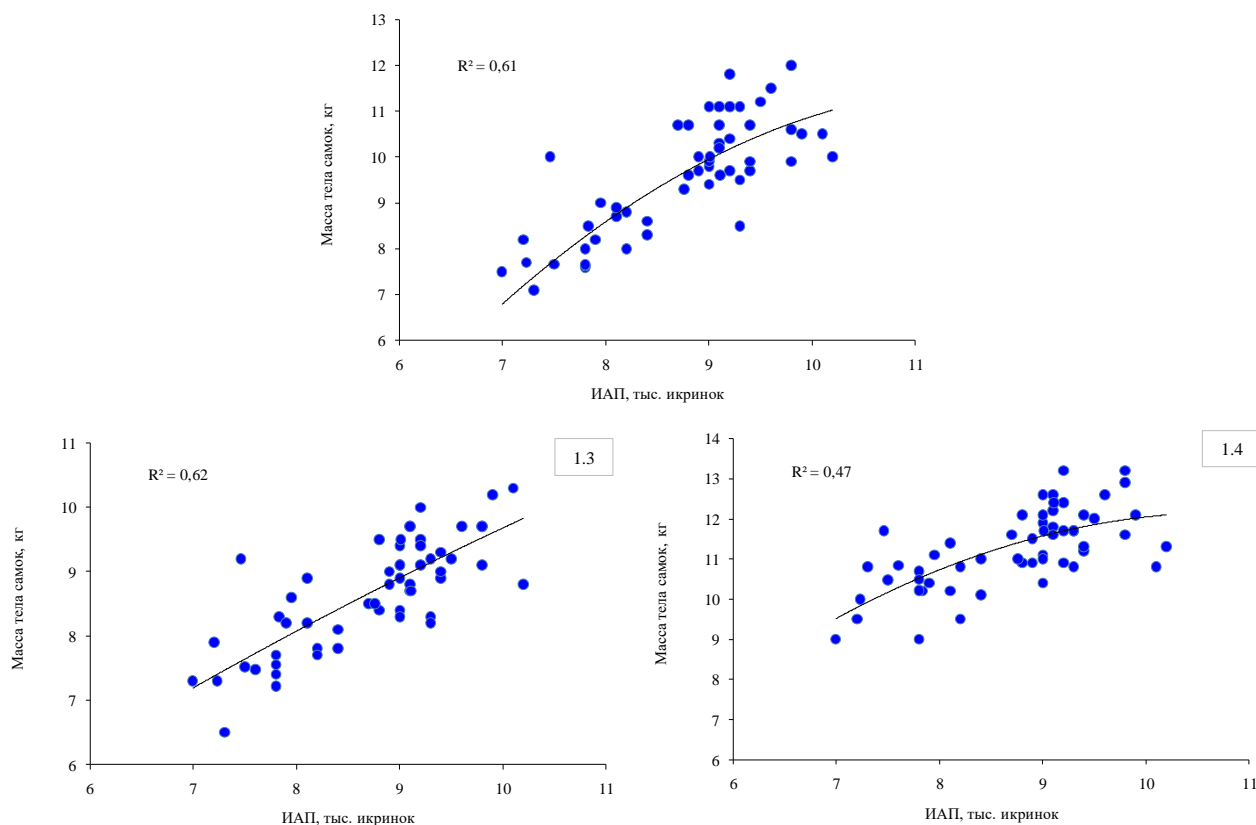 13
12
11
10
9
8
7
6
R² = 0,61
Масса тела самок, кг
6 7 8 9 10 11
ИАП, тыс. икринок
11
10
9
8
7
6
R² = 0,62
1.3
Масса тела самок, кг
6 7 8 9 10 11
ИАП, тыс. икринок
14
13
12
11
10
9
8
7
6
R² = 0,47
1.4
Масса тела самок, кг
6 7 8 9 10 11
ИАП, тыс. икринок